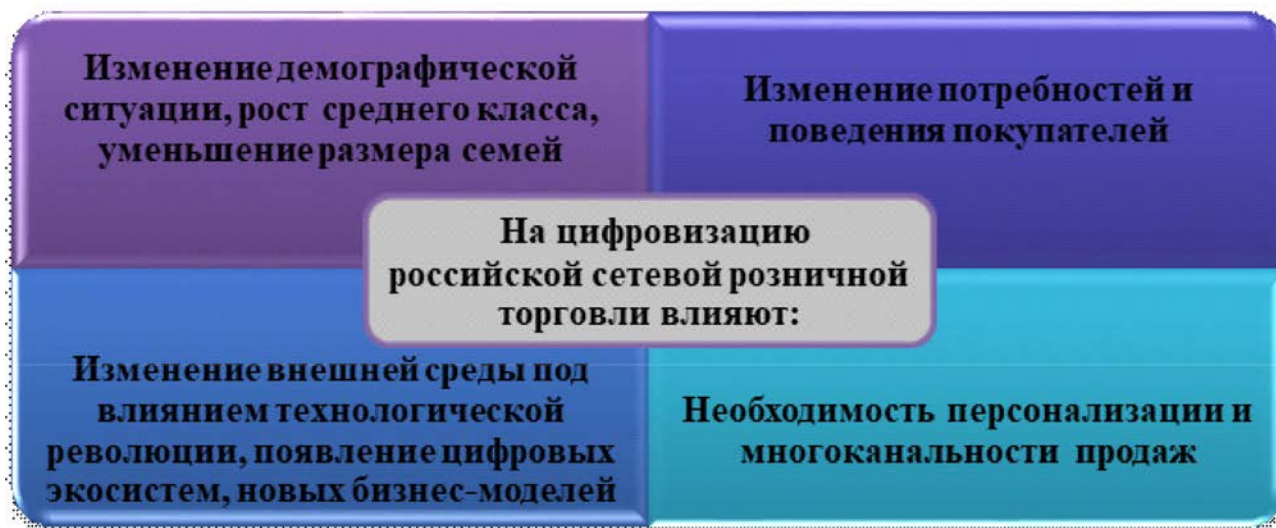 Изменение демографической
ситуации, рост среднего класса,
уменьшение размера семей
Изменение потребностей и
поведения покупателей
На цифровизацию
российской сетевой розничной
торговли влияют:
Изменение внешней среды под
влиянием технологической
революции, появление цифровых
экосистем, новых бизнес-моделей
Необходимость персонализации и
многоканальности продаж